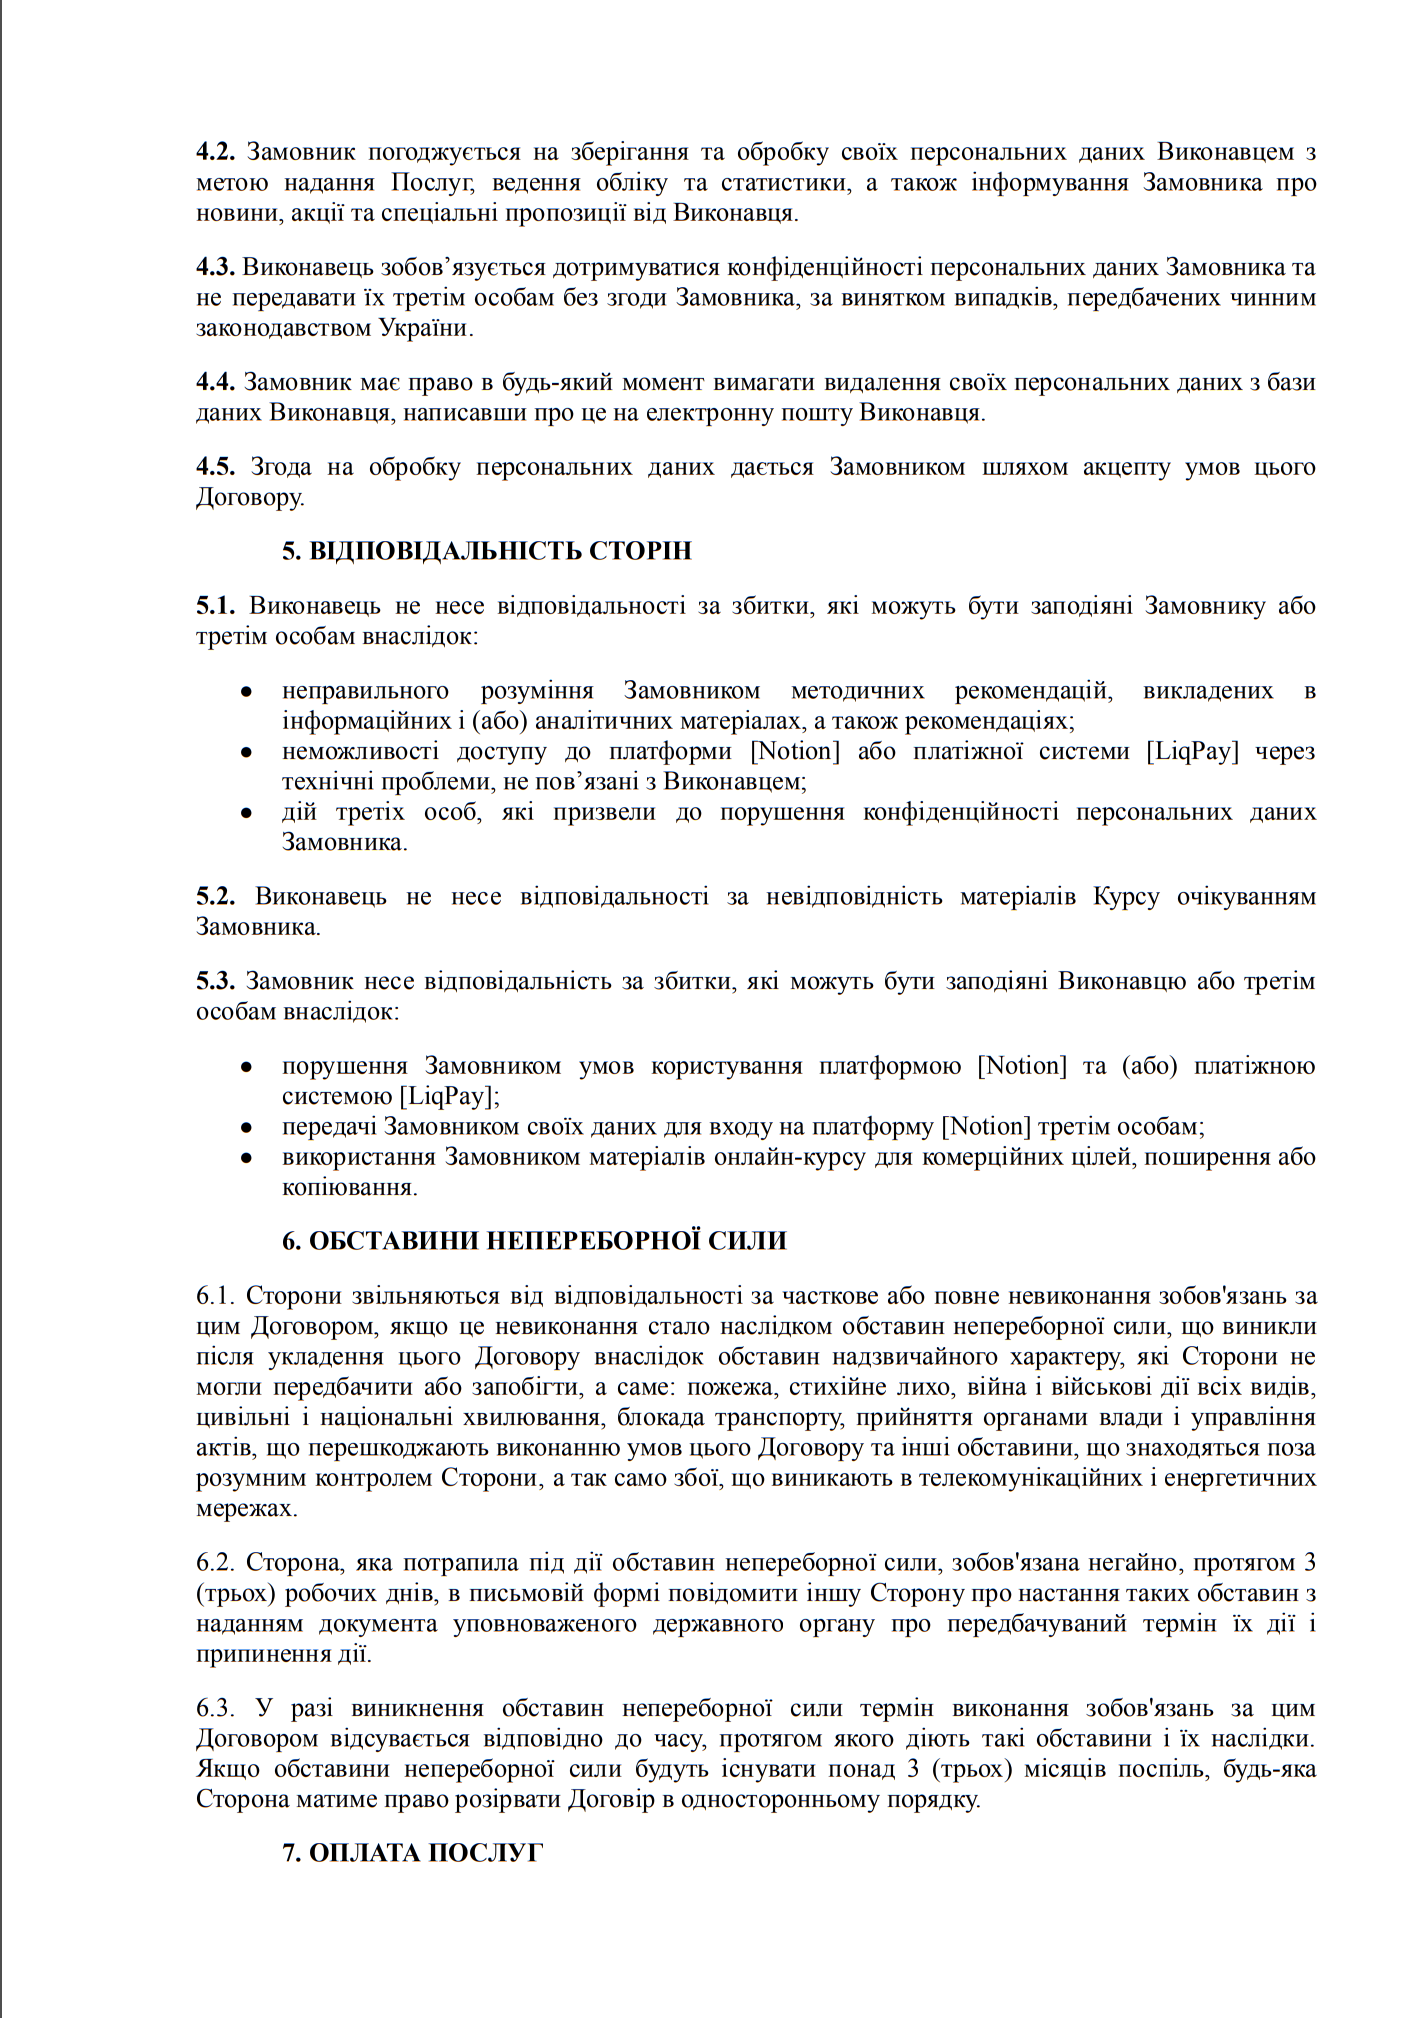 4.2. Замовник погоджується на зберігання та обробку своїх персональних даних Виконавцем з
метою надання Послуг, ведення обліку та статистики, а також інформування Замовника про
новини, акції та спеціальні пропозиції від Виконавця.
4.3. Виконавець зобов’язується дотримуватися конфіденційності персональних даних Замовника та
не передавати їх третім особам без згоди Замовника, за винятком випадків, передбачених чинним
законодавством України.
4.4. Замовник має право в будь-який момент вимагати видалення своїх персональних даних з бази
даних Виконавця, написавши про це на електронну пошту Виконавця.
4.5. Згода на обробку персональних даних дається Замовником шляхом акцепту умов цього
Договору.
5. ВІДПОВІДАЛЬНІСТЬ СТОРІН
5.1. Виконавець не несе відповідальності за збитки, які можуть бути заподіяні Замовнику або
третім особам внаслідок:
● неправильного розуміння Замовником методичних рекомендацій, викладених в
інформаційних і (або) аналітичних матеріалах, а також рекомендаціях;
● неможливості доступу до платформи [Notion] або платіжної системи [LiqPay] через
технічні проблеми, не пов’язані з Виконавцем;
● дій третіх особ, які призвели до порушення конфіденційності персональних даних
Замовника.
5.2. Виконавець не несе відповідальності за невідповідність матеріалів Курсу очікуванням
Замовника.
5.3. Замовник несе відповідальність за збитки, які можуть бути заподіяні Виконавцю або третім
особам внаслідок:
● порушення Замовником умов користування платформою [Notion] та (або) платіжною
системою [LiqPay];
● передачі Замовником своїх даних для входу на платформу [Notion] третім особам;
● використання Замовником матеріалів онлайн-курсу для комерційних цілей, поширення або
копіювання.
6. ОБСТАВИНИ НЕПЕРЕБОРНОЇ СИЛИ
6.1. Сторони звільняються від відповідальності за часткове або повне невиконання зобов'язань за
цим Договором, якщо це невиконання стало наслідком обставин непереборної сили, що виникли
після укладення цього Договору внаслідок обставин надзвичайного характеру, які Сторони не
могли передбачити або запобігти, а саме: пожежа, стихійне лихо, війна і військові дії всіх видів,
цивільні і національні хвилювання, блокада транспорту, прийняття органами влади і управління
актів, що перешкоджають виконанню умов цього Договору та інші обставини, що знаходяться поза
розумним контролем Сторони, а так само збої, що виникають в телекомунікаційних і енергетичних
мережах.
6.2. Сторона, яка потрапила під дії обставин непереборної сили, зобов'язана негайно, протягом 3
(трьох) робочих днів, в письмовій формі повідомити іншу Сторону про настання таких обставин з
наданням документа уповноваженого державного органу про передбачуваний термін їх дії і
припинення дії.
6.3. У разі виникнення обставин непереборної сили термін виконання зобов'язань за цим
Договором відсувається відповідно до часу, протягом якого діють такі обставини і їх наслідки.
Якщо обставини непереборної сили будуть існувати понад 3 (трьох) місяців поспіль, будь-яка
Сторона матиме право розірвати Договір в односторонньому порядку.
7. ОПЛАТА ПОСЛУГ